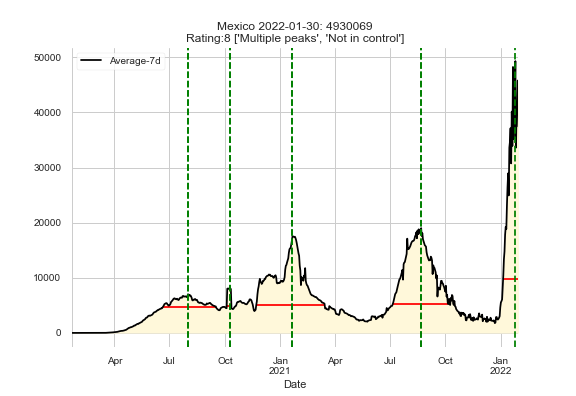 Mexico 2022-01-30: 4930069
Rating:8 ['Multiple peaks', 'Not in control']
Average-7d
50000
40000
30000
20000
10000
0
Apr
Jul
Oct
Jan
2021
Apr
Jul
Oct
Jan
2022
Date